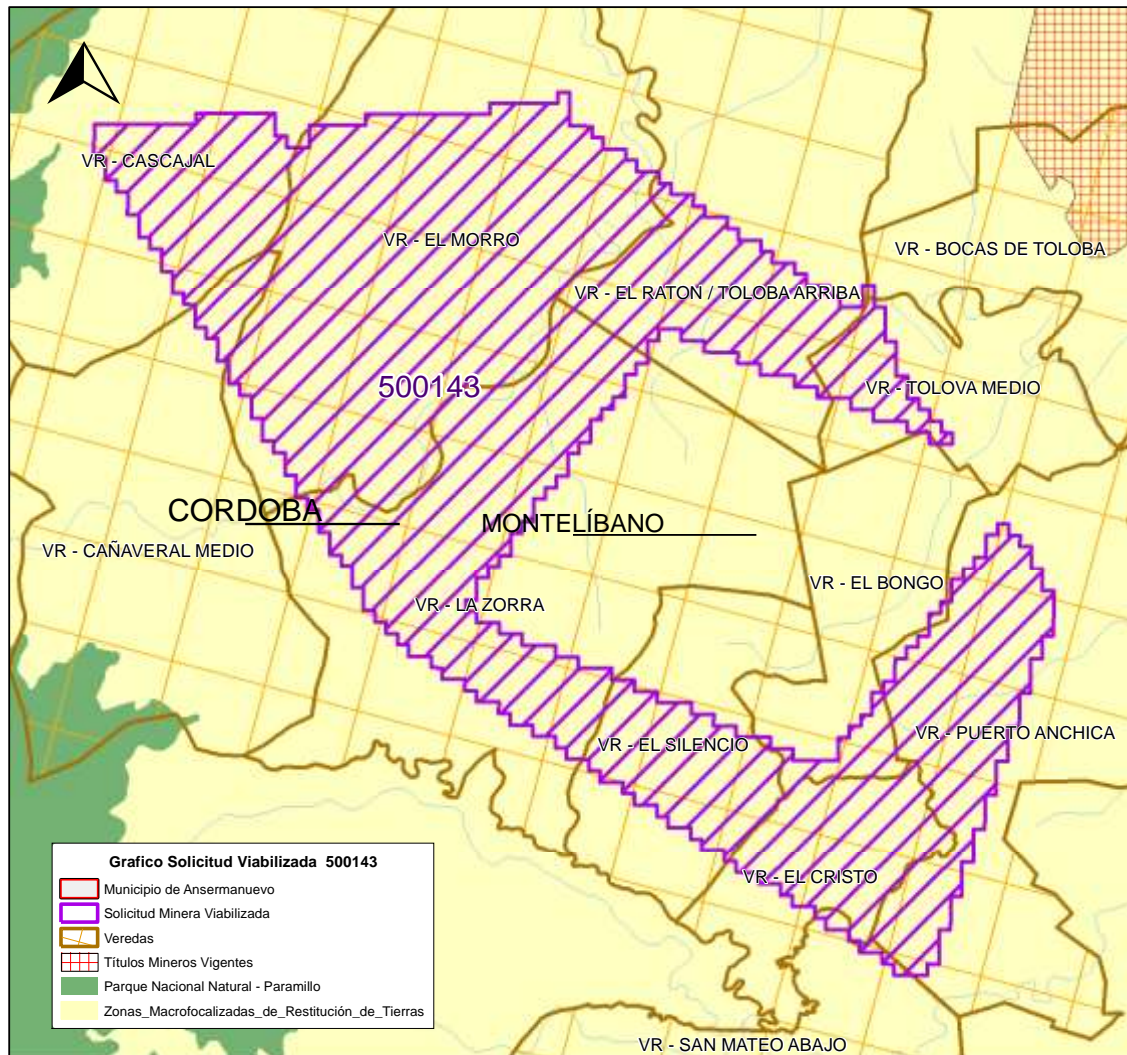 VR - CASCAJAL
VR - EL MORRO
VR - BOCAS DE TOLOBA
VR - EL RATON / TOLOBA ARRIBA
500143
VR - TOLOVA MEDIO
CORDOBA
MONTELÍBANO
VR - CAÑAVERAL MEDIO
VR - EL BONGO
VR - LA ZORRA
VR - PUERTO ANCHICA
VR - EL SILENCIO
VR - EL CRISTO
VR - SAN MATEO ABAJO
Grafico Solicitud Viabilizada 500143
Municipio de Ansermanuevo
Solicitud Minera Viabilizada
Veredas
Títulos Mineros Vigentes
Parque Nacional Natural - Paramillo
Zonas_Macrofocalizadas_de_Restitución_de_Tierras